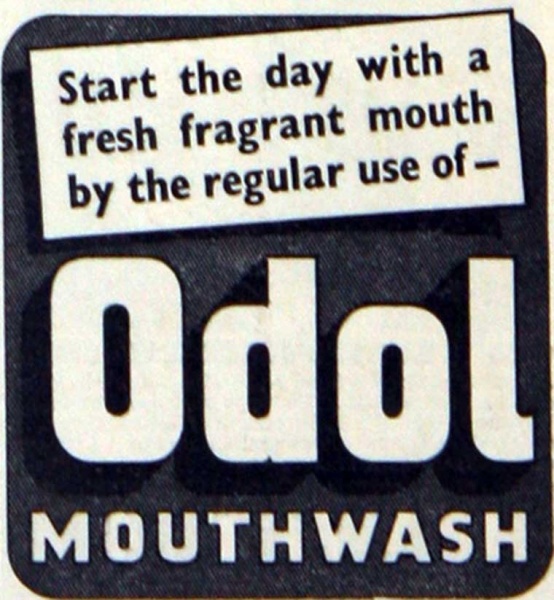 Start the day with a
fresh fragrant mouth
by the regular use of –
Odol
MOUTHWASH